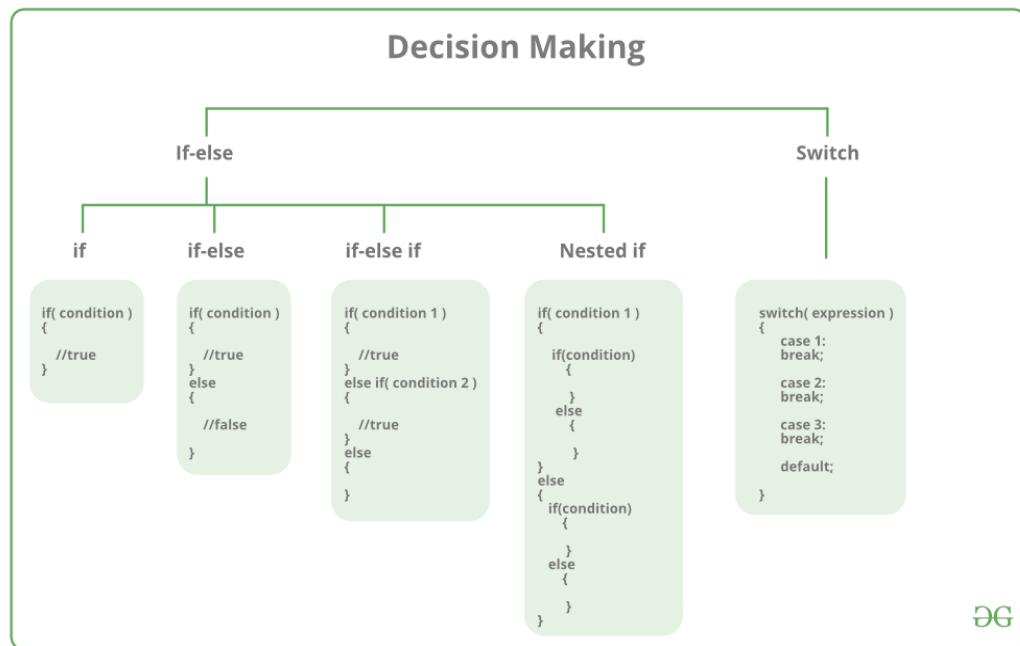 Decision Making
If-else
Switch
if
if-else
if-else if
Nested if
if( condition )
{
//true
}
if( condition )
{
//true
}
else
{
//false
}
if( condition 1 )
{
//true
}
else if( condition 2 )
{
//true
}
else
{
}
if( condition 1 )
{
if(condition)
{
}
else
{
}
}
else
{
if(condition)
{
}
else
{
}
}
switch( expression )
{
case 1:
break;
case 2:
break;
case 3:
break;
default;
}